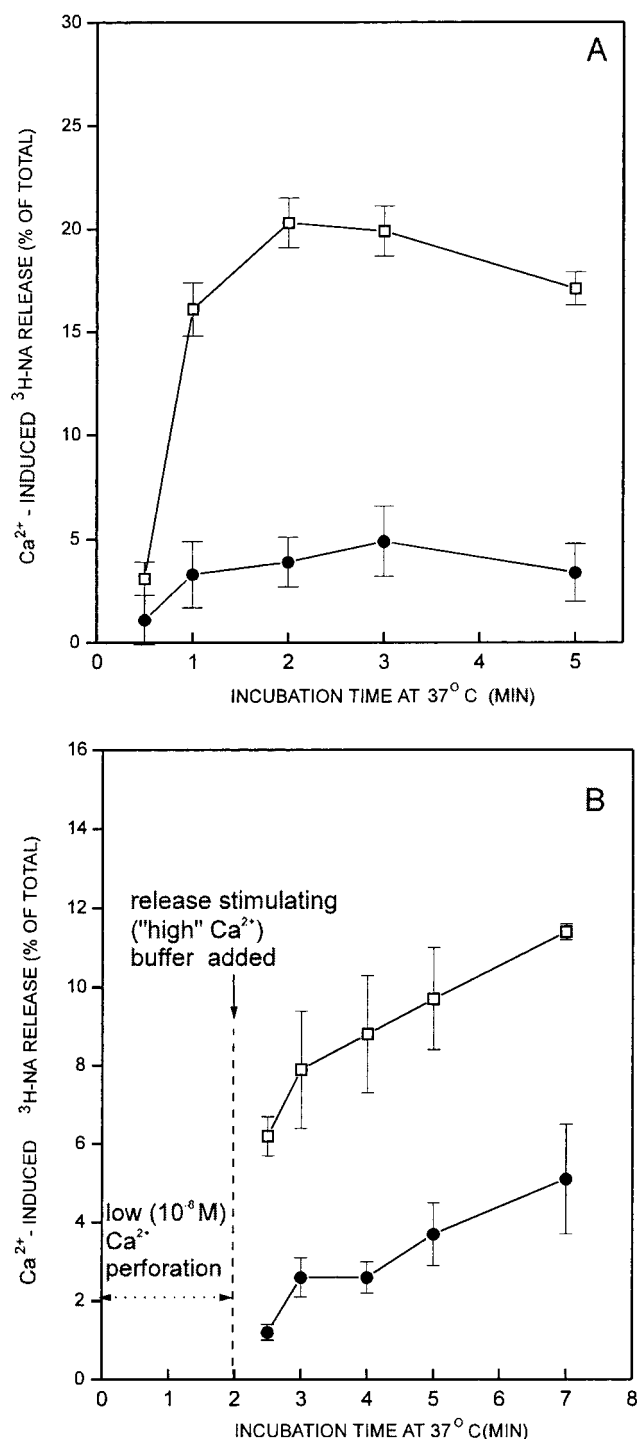 A
Ca²⁺ - INDUCED ³H-NA RELEASE (% OF TOTAL)
30
25
20
15
10
5
0
0 1 2 3 4 5
INCUBATION TIME AT 37° C (MIN)
B
Ca²⁺ - INDUCED ³H-NA RELEASE (% OF TOTAL)
16
14
12
10
8
6
4
2
0
release stimulating
("high" Ca²⁺)
buffer added
low (10⁻⁸M)
Ca²⁺
perforation
0 1 2 3 4 5 6 7 8
INCUBATION TIME AT 37° C(MIN)